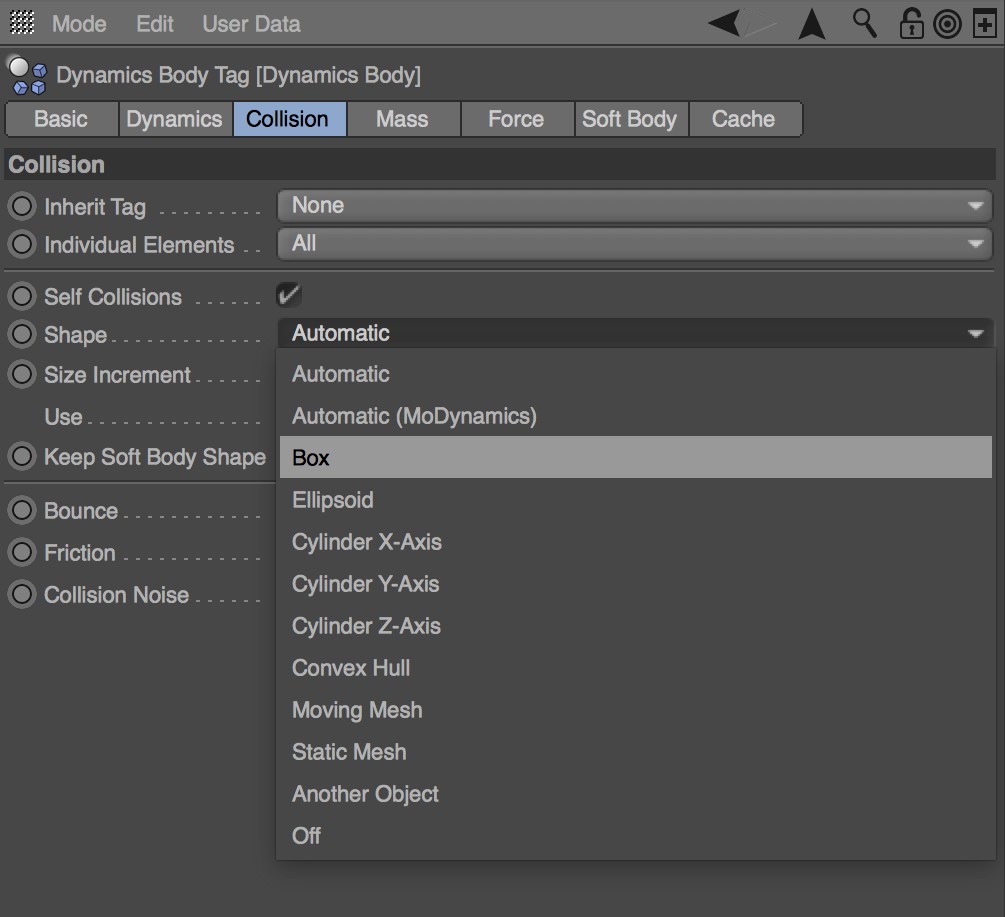 Mode Edit User Data
Dynamics Body Tag [Dynamics Body]
Basic Dynamics Collision Mass Force Soft Body Cache
Collision
Inherit Tag . . . . . . . . . None
Individual Elements . . All
Self Collisions . . . . . . .
Shape . . . . . . . . . . . . . Automatic
Size Increment . . . . . . .
Use . . . . . . . . . . . . . . .
Keep Soft Body Shape
Bounce . . . . . . . . . . . .
Friction . . . . . . . . . . . .
Collision Noise . . . . . . .
Automatic
Automatic (MoDynamics)
Box
Ellipsoid
Cylinder X-Axis
Cylinder Y-Axis
Cylinder Z-Axis
Convex Hull
Moving Mesh
Static Mesh
Another Object
Off